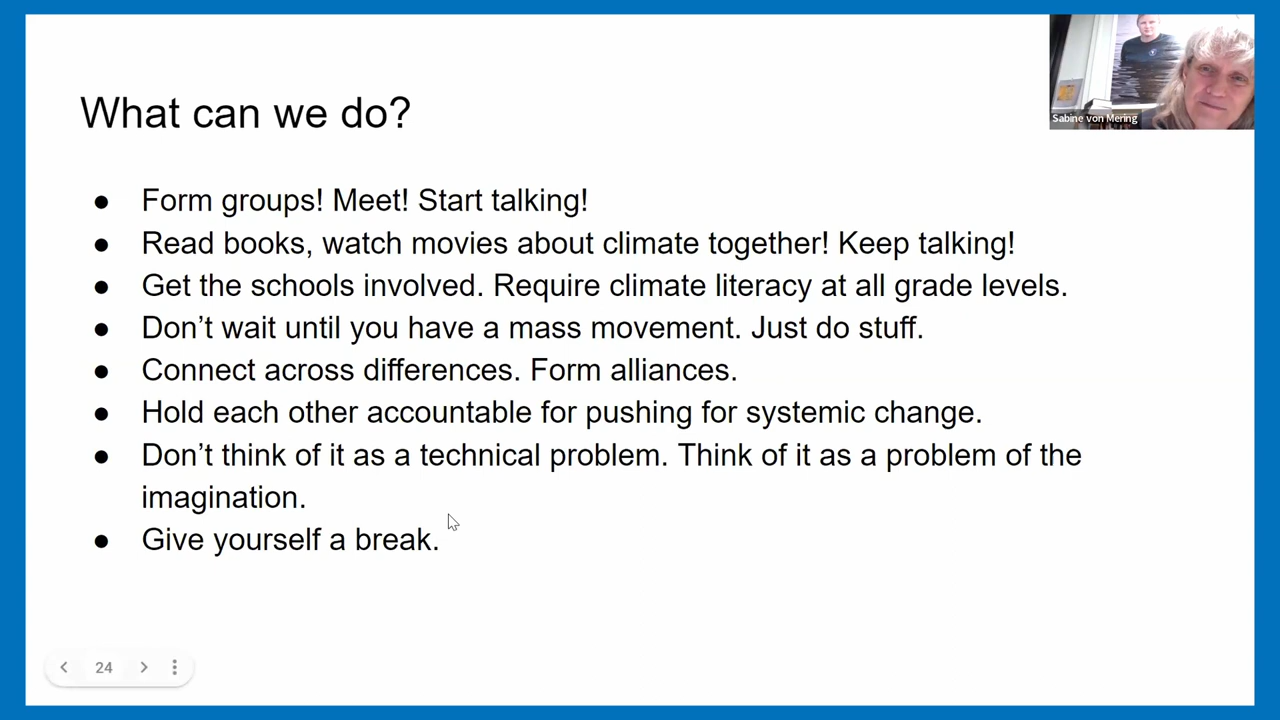 Sabine von Mering
What can we do?
● Form groups! Meet! Start talking!
● Read books, watch movies about climate together! Keep talking!
● Get the schools involved. Require climate literacy at all grade levels.
● Don’t wait until you have a mass movement. Just do stuff.
● Connect across differences. Form alliances.
● Hold each other accountable for pushing for systemic change.
● Don’t think of it as a technical problem. Think of it as a problem of the
imagination.
● Give yourself a break.
24